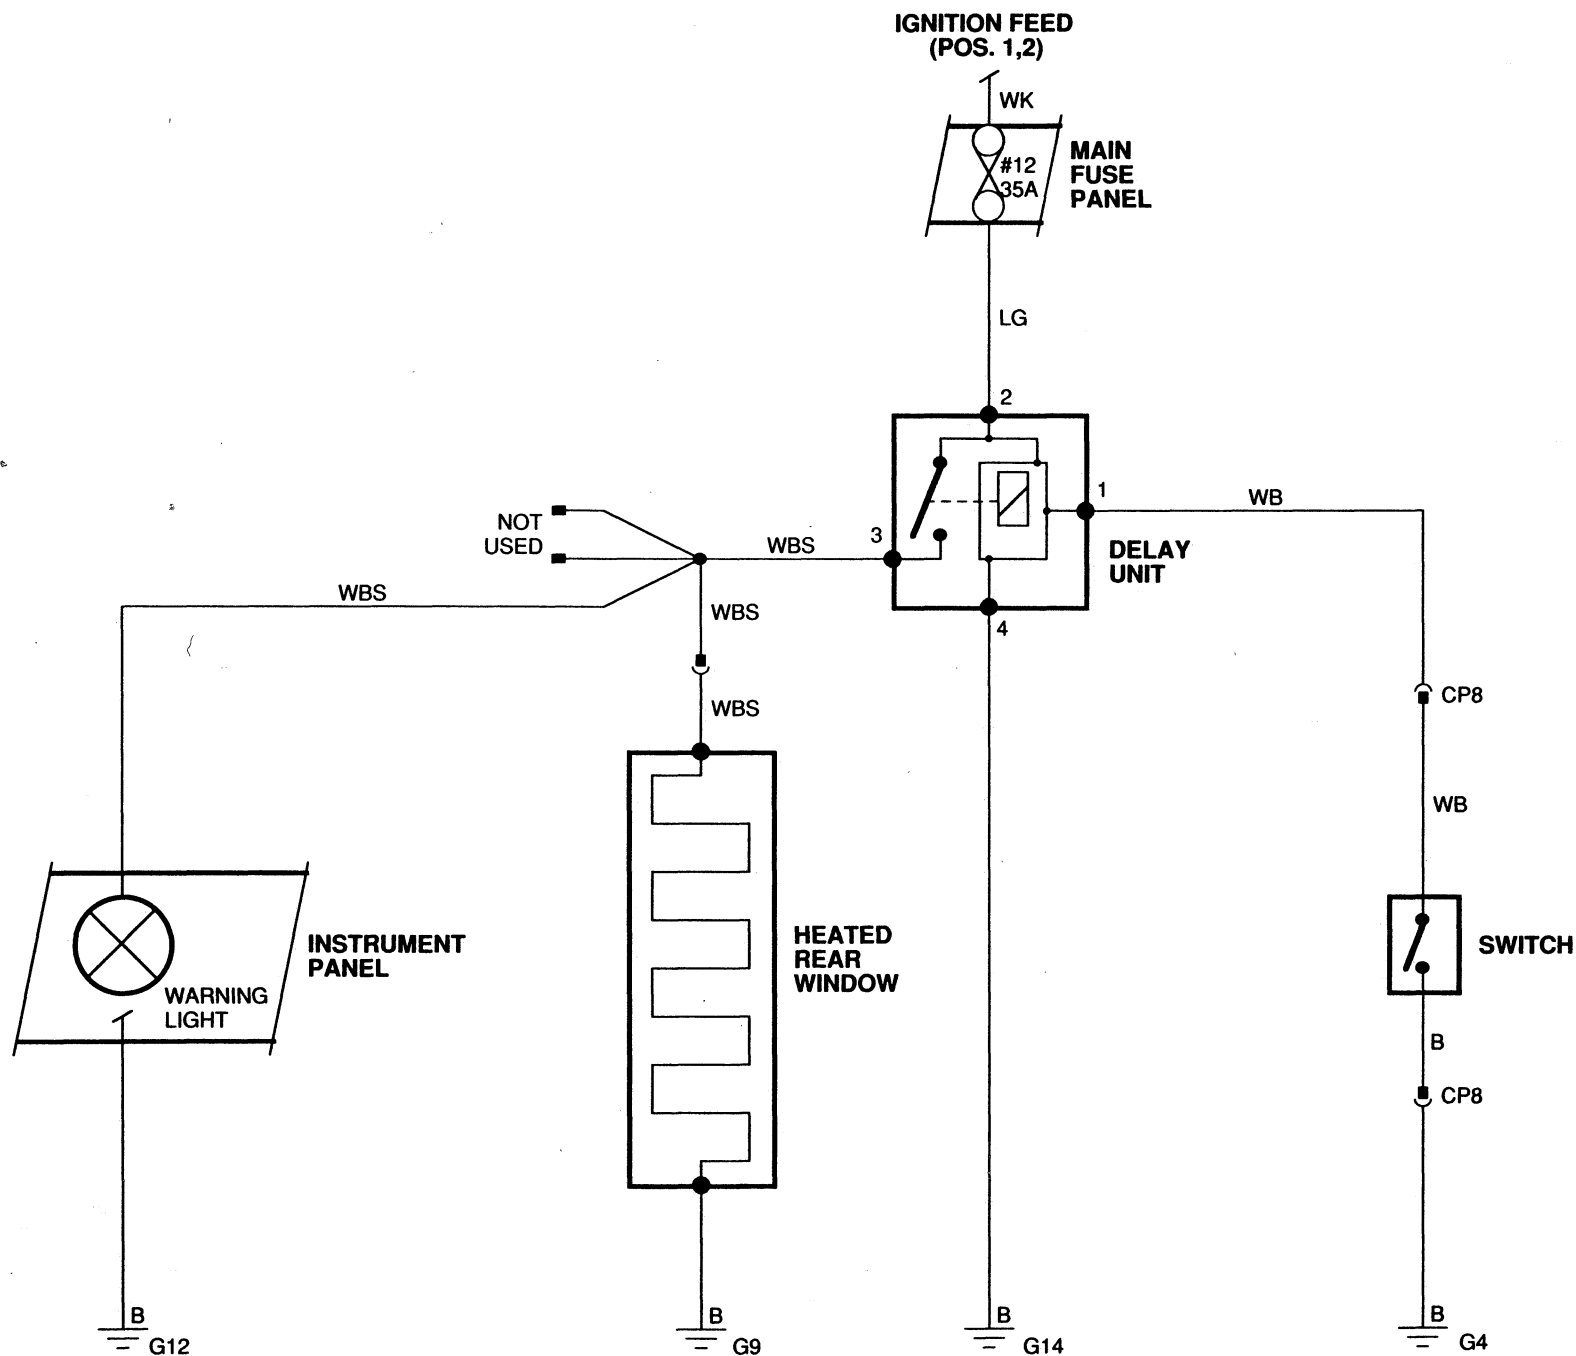 IGNITION FEED
(POS. 1,2)
WK
#12
35A
MAIN
FUSE
PANEL
LG
2
1
WB
NOT
USED
WBS
3
DELAY
UNIT
WBS
WBS
4
CP8
WBS
WB
INSTRUMENT
PANEL
WARNING
LIGHT
HEATED
REAR
WINDOW
SWITCH
B
CP8
B
G12
B
G9
B
G14
B
G4